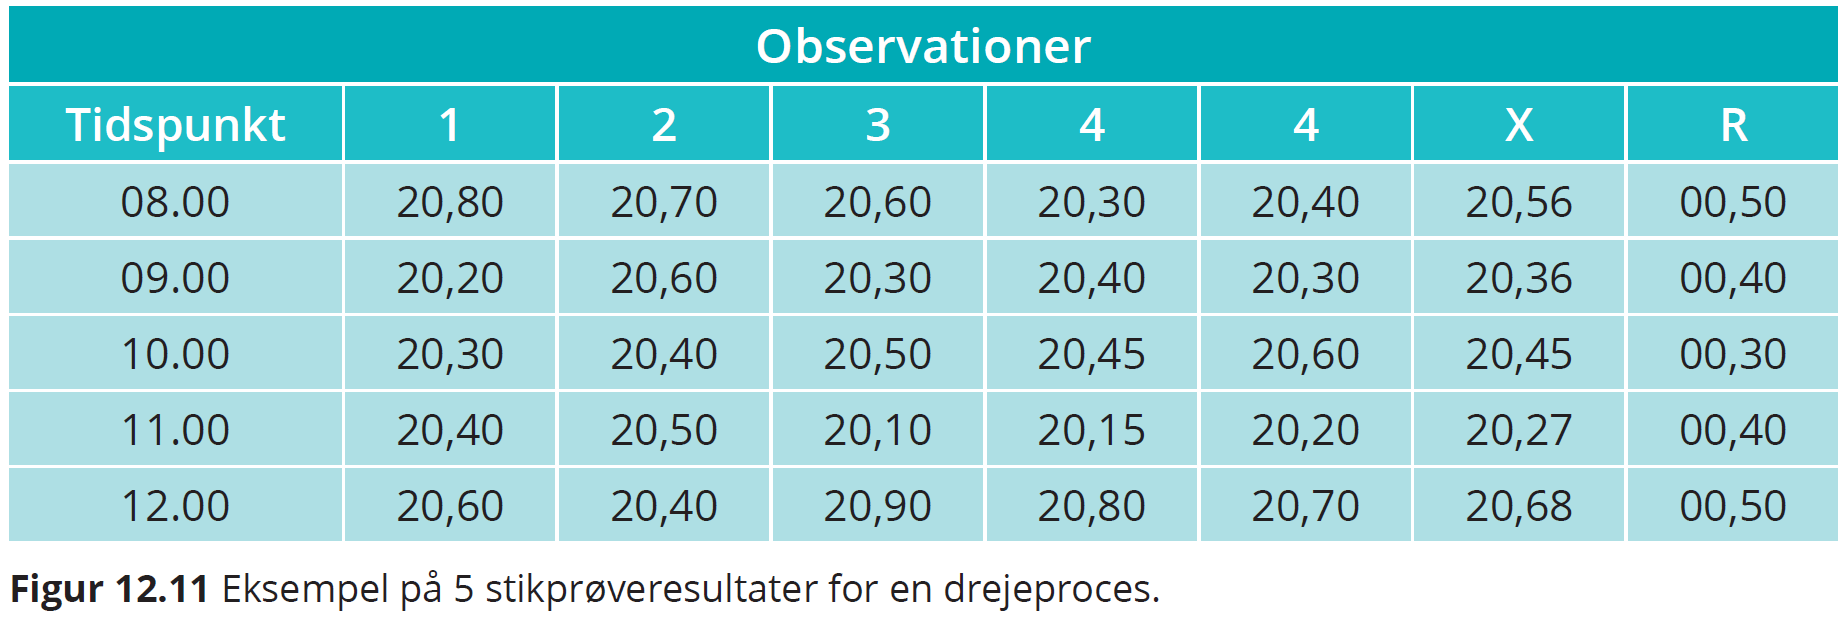 Observationer
Tidspunkt 1 2 3 4 4 X R
08.00 20,80 20,70 20,60 20,30 20,40 20,56 00,50
09.00 20,20 20,60 20,30 20,40 20,30 20,36 00,40
10.00 20,30 20,40 20,50 20,45 20,60 20,45 00,30
11.00 20,40 20,50 20,10 20,15 20,20 20,27 00,40
12.00 20,60 20,40 20,90 20,80 20,70 20,68 00,50
Figur 12.11 Eksempel på 5 stikprøveresultater for en drejeproces.